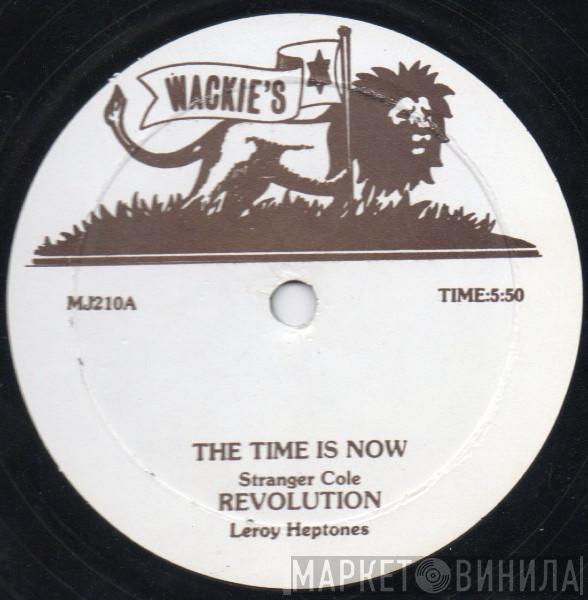 WACKIE'S
MJ210A
TIME:5:50
THE TIME IS NOW
Stranger Cole
REVOLUTION
Leroy Heptones
МАРКЕТ ВИНИЛА